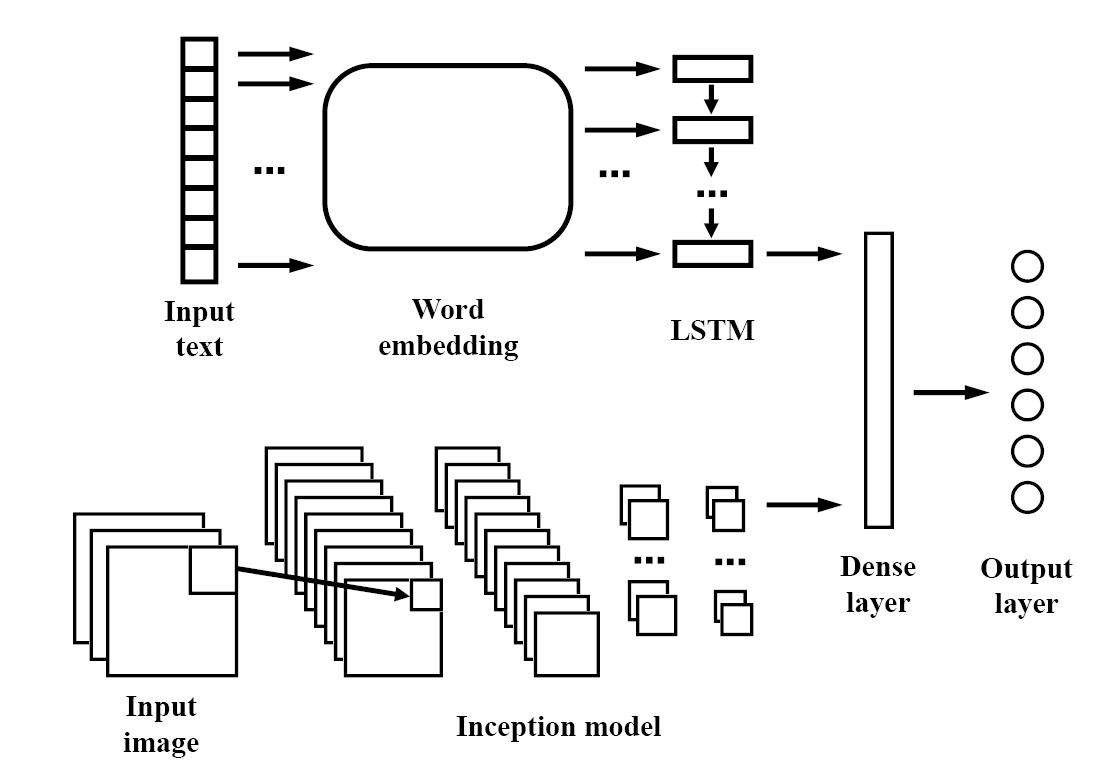 Input
text
Word
embedding
LSTM
Dense
layer
Output
layer
Input
image
Inception model